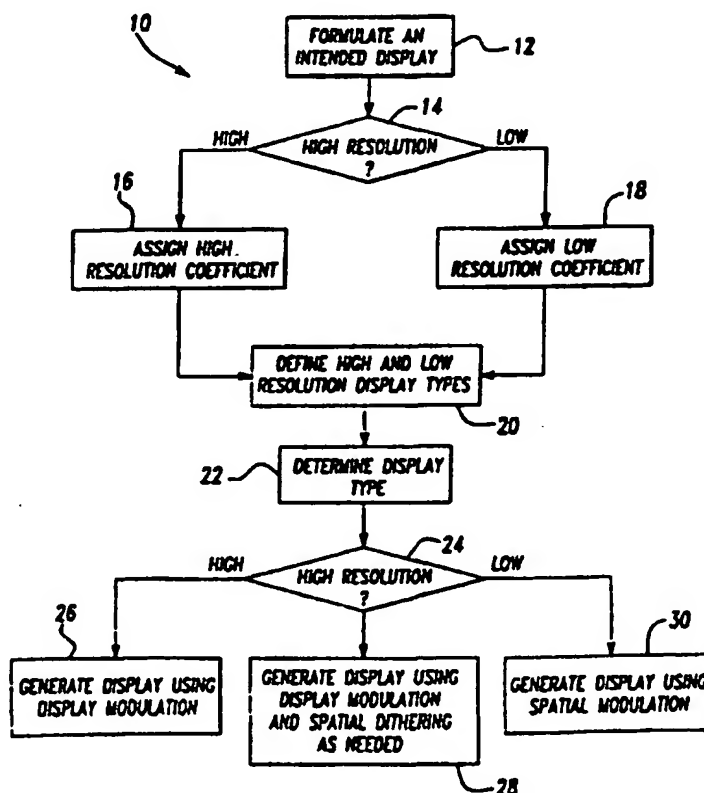 10
FORMULATE AN
INTENDED DISPLAY
12
14
HIGH
HIGH RESOLUTION
?
LOW
16
ASSIGN HIGH.
RESOLUTION COEFFICIENT
18
ASSIGN LOW
RESOLUTION COEFFICIENT
DEFINE HIGH AND LOW
RESOLUTION DISPLAY TYPES
20
22
DETERMINE DISPLAY
TYPE
24
HIGH
HIGH RESOLUTION
?
LOW
26
GENERATE DISPLAY USING
DISPLAY MODULATION
GENERATE DISPLAY USING
DISPLAY MODULATION
AND SPATIAL DITHERING
AS NEEDED
28
30
GENERATE DISPLAY USING
SPATIAL MODULATION